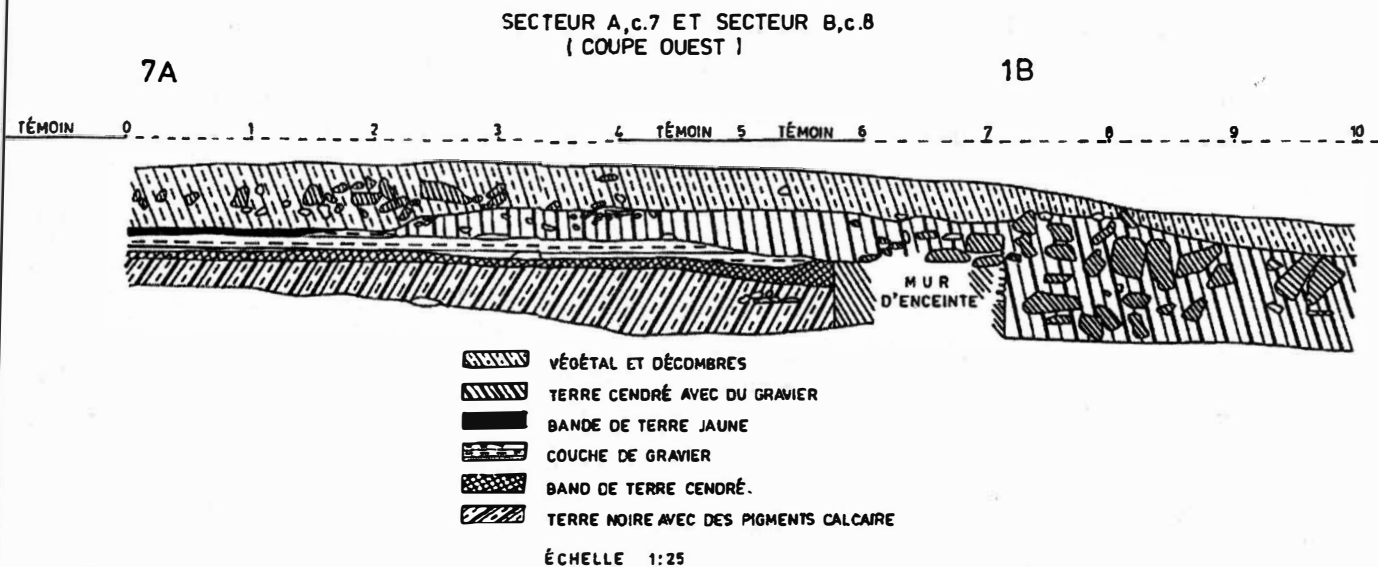 SECTEUR A,c.7 ET SECTEUR B,c.8
( COUPE OUEST )
7A 1B
TÉMOIN 0 1 2 3 4 TÉMOIN 5 TÉMOIN 6 7 8 9 10
MUR
D'ENCEINTE
VÉGÉTAL ET DÉCOMBRES
TERRE CENDRÉ AVEC DU GRAVIER
BANDE DE TERRE JAUNE
COUCHE DE GRAVIER
BAND DE TERRE CENDRÉ.
TERRE NOIRE AVEC DES PIGMENTS CALCAIRE
ÉCHELLE 1:25